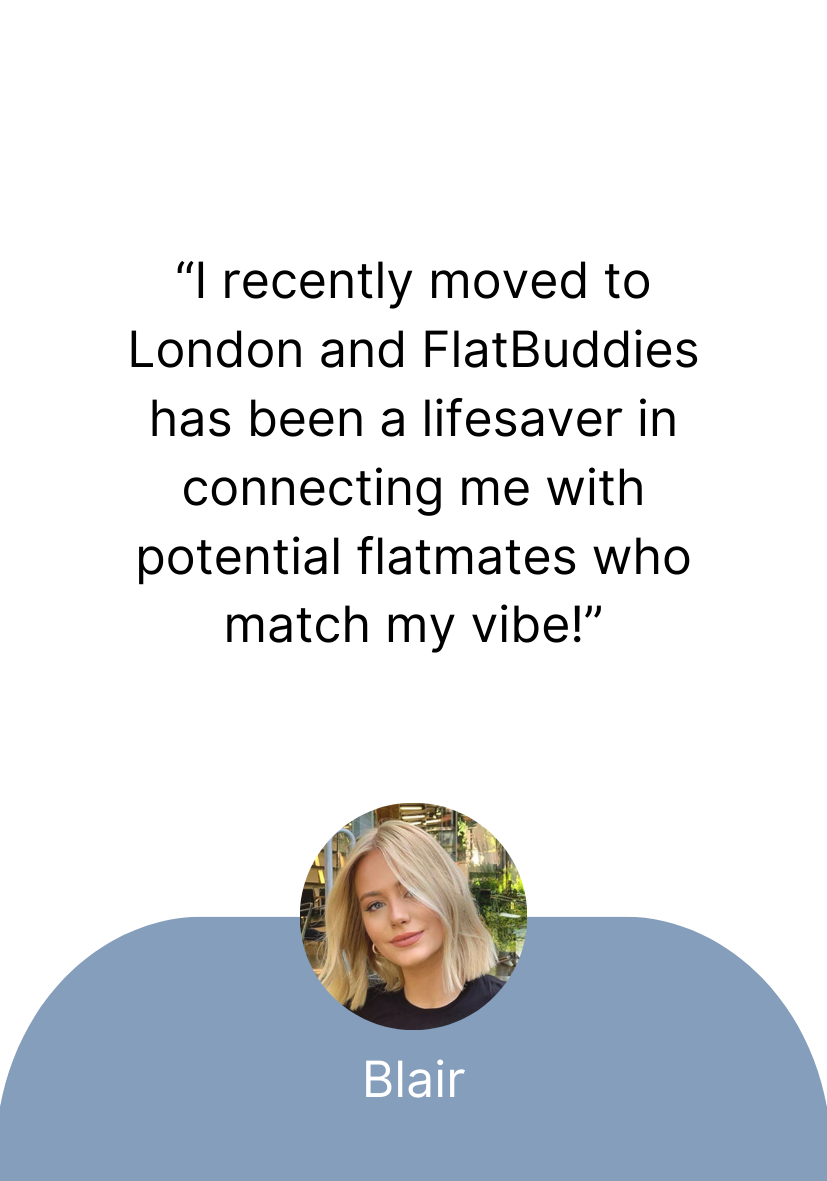 “I recently moved to
London and FlatBuddies
has been a lifesaver in
connecting me with
potential flatmates who
match my vibe!”
Blair